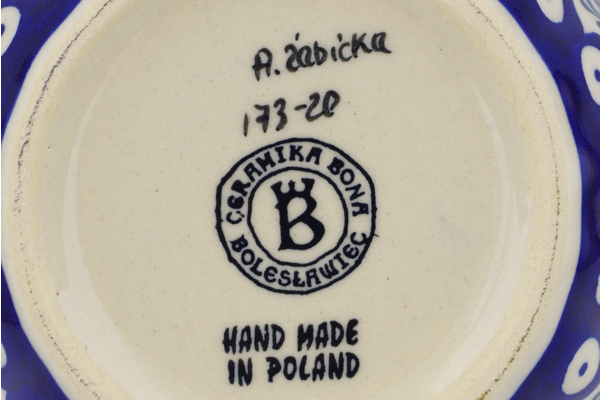 A. Żabicka
173-20
CERAMIKA BONA
B
BOLESŁAWIEC
HAND MADE
IN POLAND